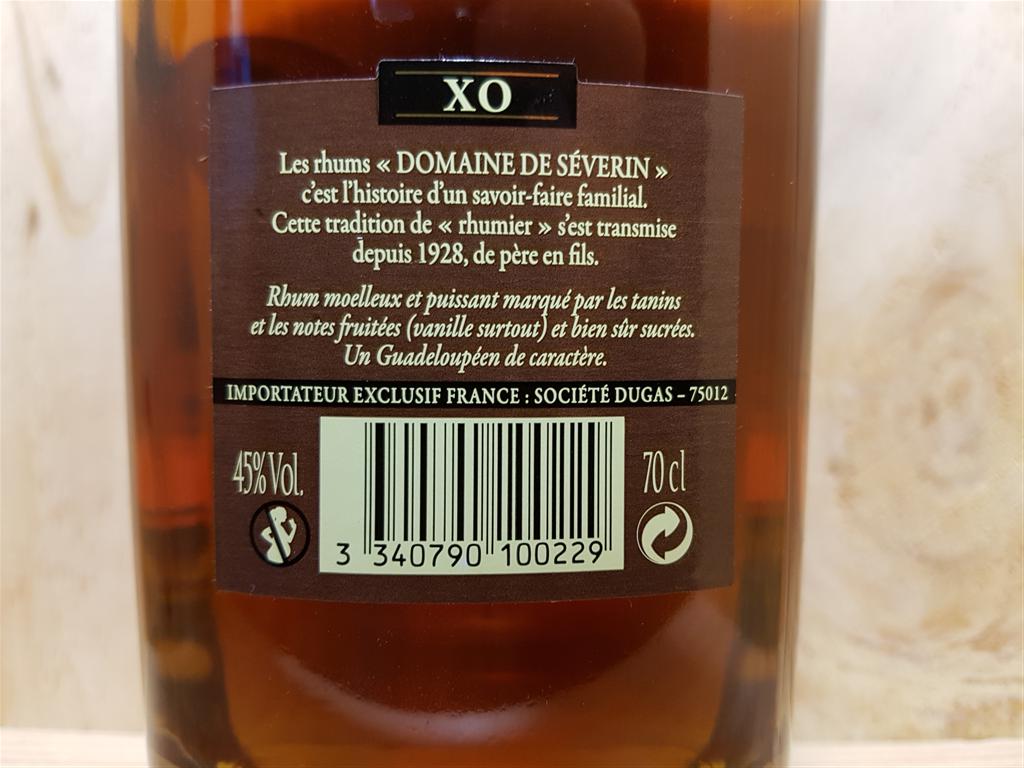 XO
Les rhums « DOMAINE DE SÉVERIN »
c'est l'histoire d'un savoir-faire familial.
Cette tradition de « rhumier » s'est transmise
depuis 1928, de père en fils.
Rhum moelleux et puissant marqué par les tanins
et les notes fruitées (vanille surtout) et bien sûr sucrées.
Un Guadeloupéen de caractère.
IMPORTATEUR EXCLUSIF FRANCE : SOCIÉTÉ DUGAS – 75012
45% Vol.
70 cl
3 340790 100229